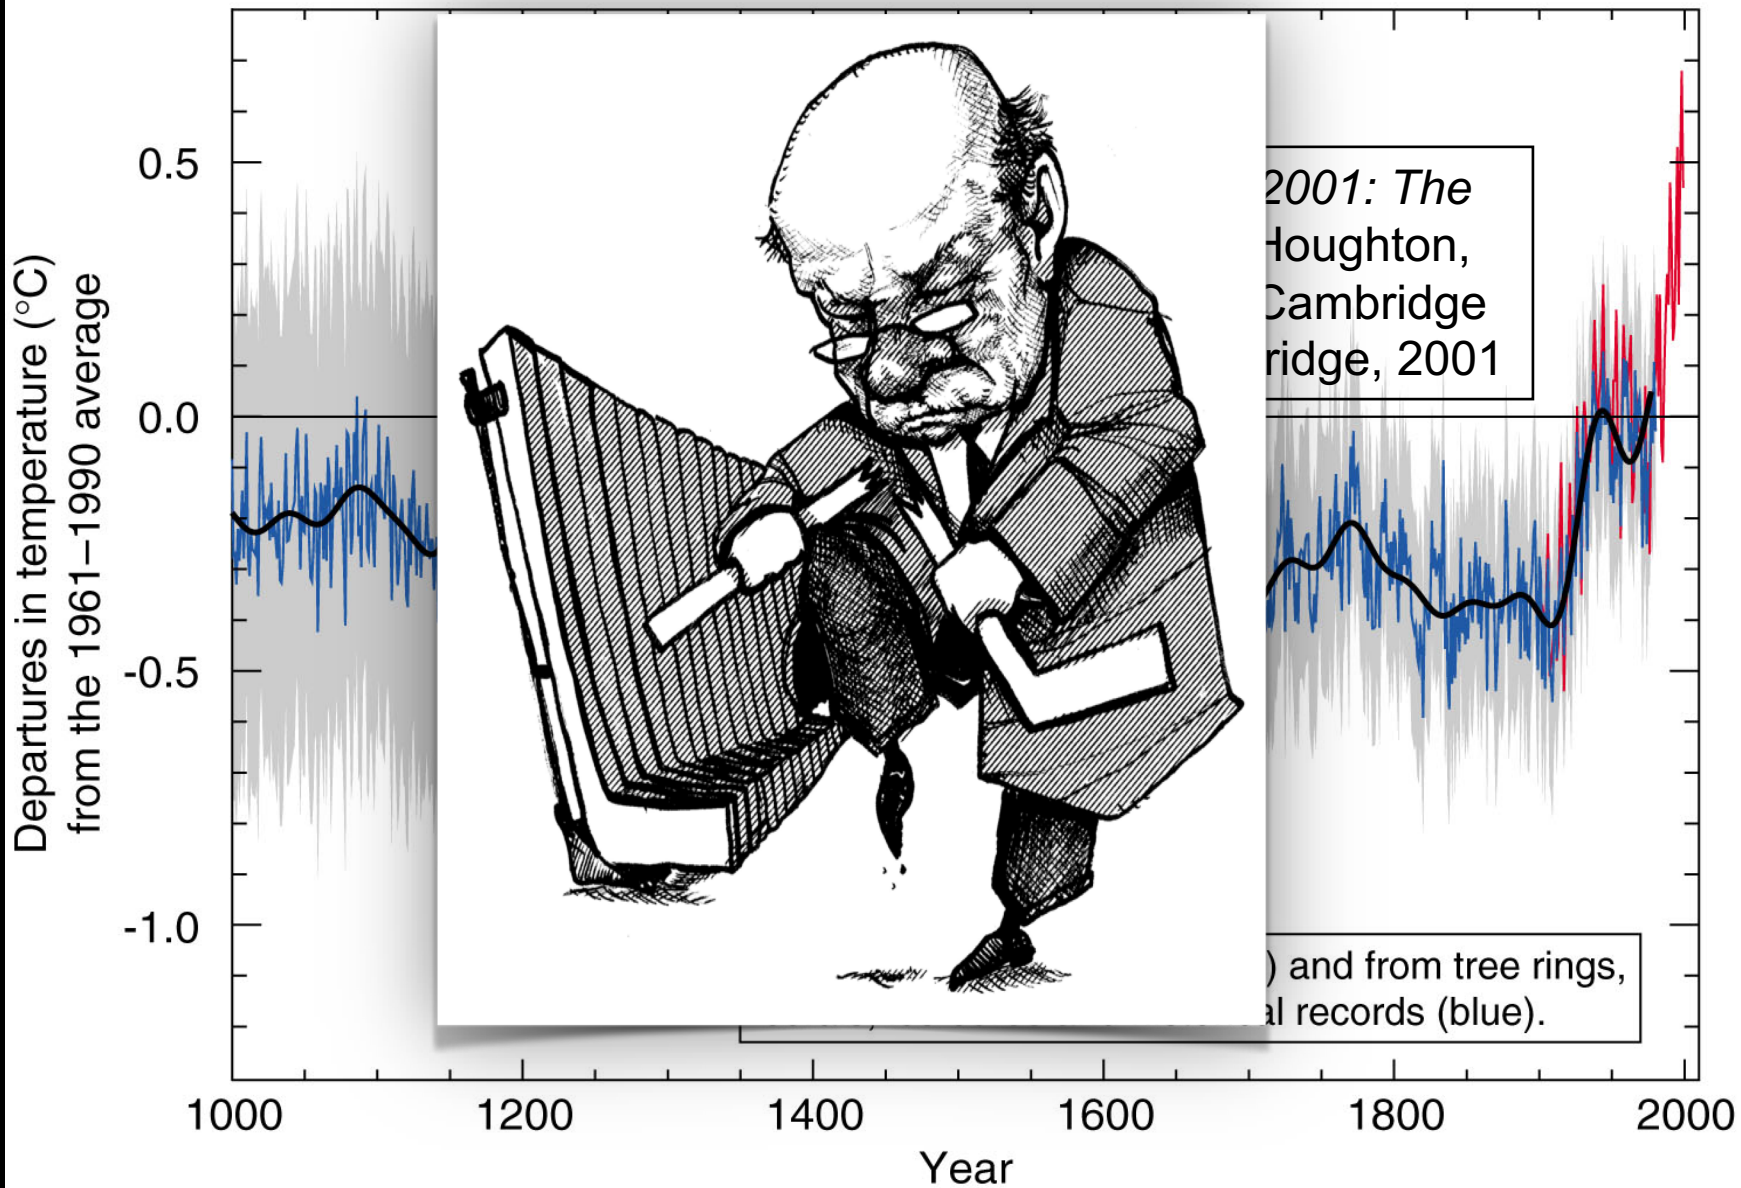 Departures in temperature (°C)
from the 1961–1990 average
0.5
0.0
-0.5
-1.0
2001: The
Houghton,
Cambridge
ridge, 2001
) and from tree rings,
al records (blue).
1000 1200 1400 1600 1800 2000
Year